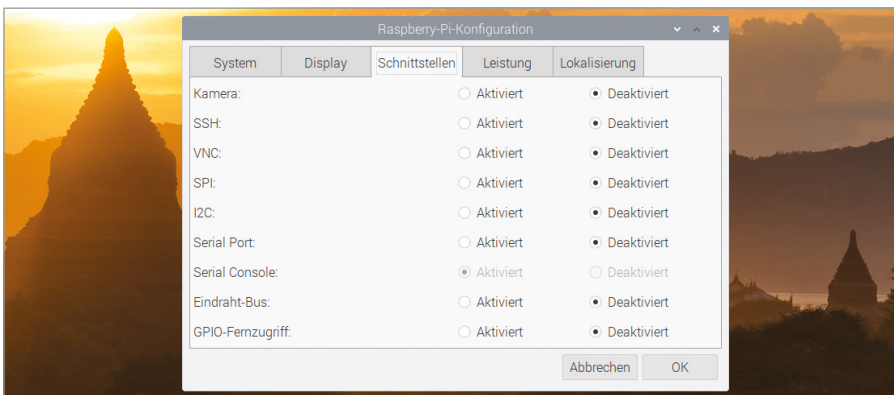 Raspberry-Pi-Konfiguration
System Display Schnittstellen Leistung Lokalisierung
Kamera: Aktiviert Deaktiviert
SSH: Aktiviert Deaktiviert
VNC: Aktiviert Deaktiviert
SPI: Aktiviert Deaktiviert
I2C: Aktiviert Deaktiviert
Serial Port: Aktiviert Deaktiviert
Serial Console: Aktiviert Deaktiviert
Eindraht-Bus: Aktiviert Deaktiviert
GPIO-Fernzugriff: Aktiviert Deaktiviert
Abbrechen OK